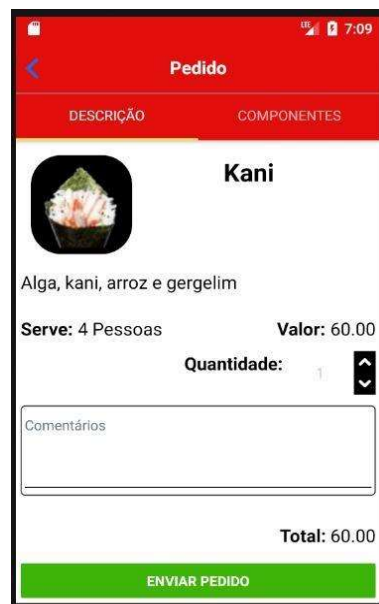 LTE 7:09
Pedido
DESCRIÇÃO COMPONENTES
Kani
Alga, kani, arroz e gergelim
Serve: 4 Pessoas Valor: 60.00
Quantidade: 1
Comentários
Total: 60.00
ENVIAR PEDIDO